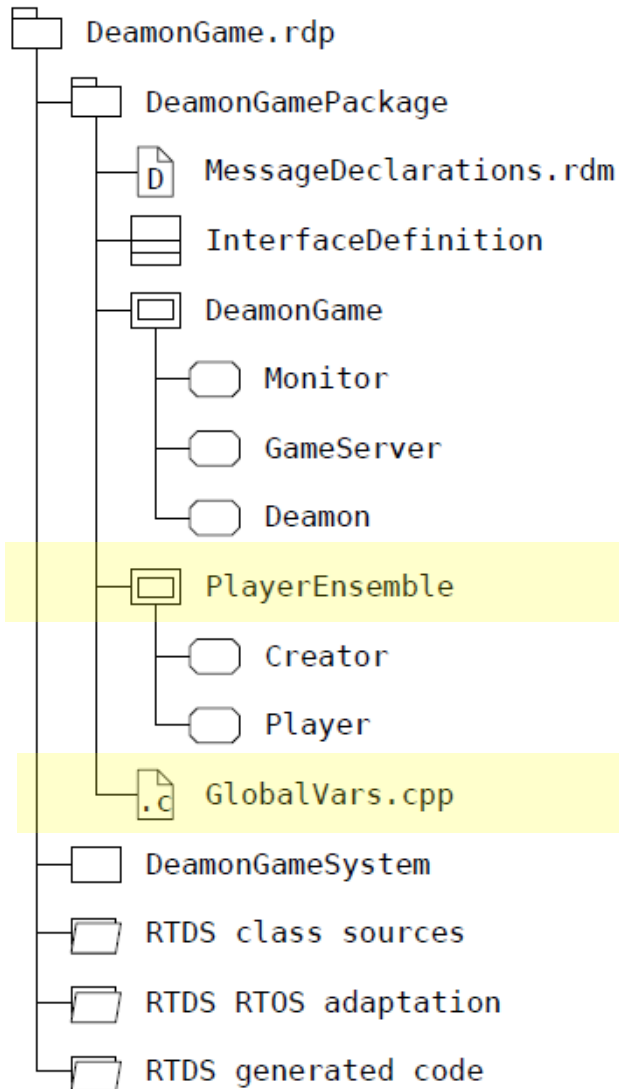 DeamonGame.rdp
DeamonGamePackage
D MessageDeclarations.rdm
InterfaceDefinition
DeamonGame
Monitor
GameServer
Deamon
PlayerEnsemble
Creator
Player
.c GlobalVars.cpp
DeamonGameSystem
RTDS class sources
RTDS RTOS adaptation
RTDS generated code